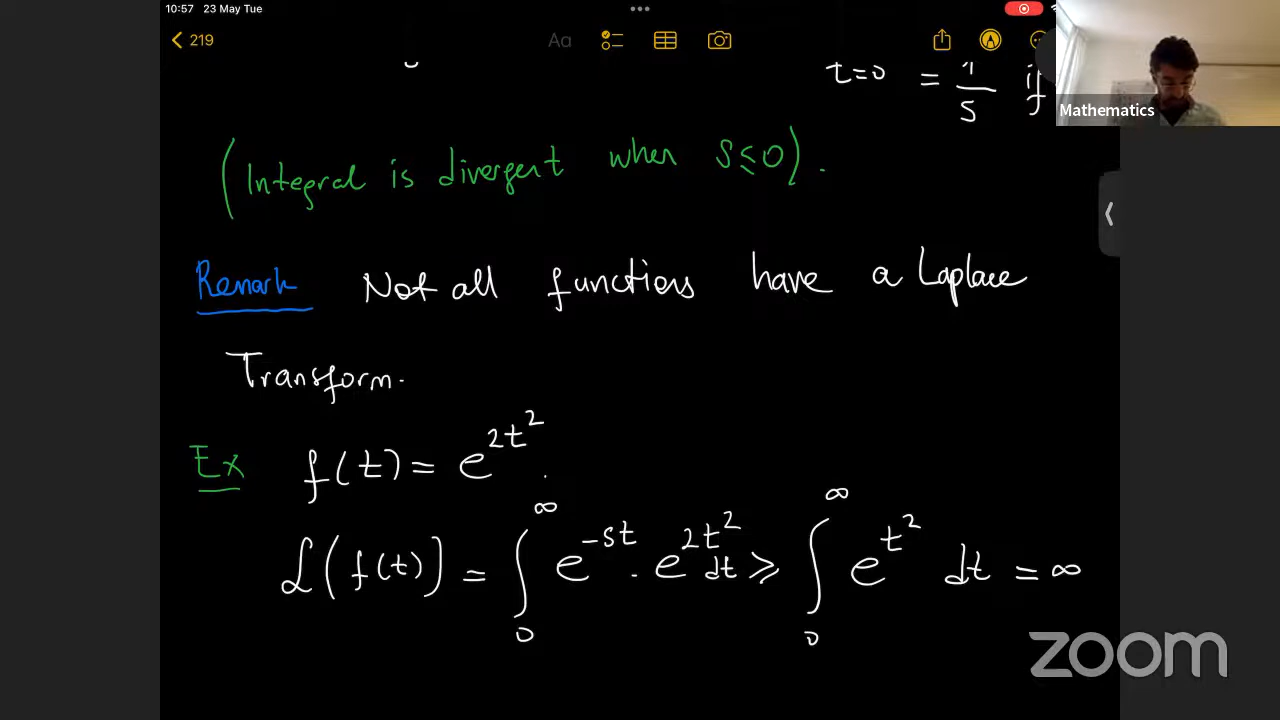 10:57 23 May Tue
219
Aa
t=0 = 1/s if
Mathematics
(Integral is divergent when s≤0).
Remark Not all functions have a Laplace
Transform.
Ex f(t) = e^{2t^2}.
ℒ(f(t)) = ∫_0^∞ e^{-st} . e^{2t^2} dt ≥ ∫_0^∞ e^{t^2} dt = ∞
zoom